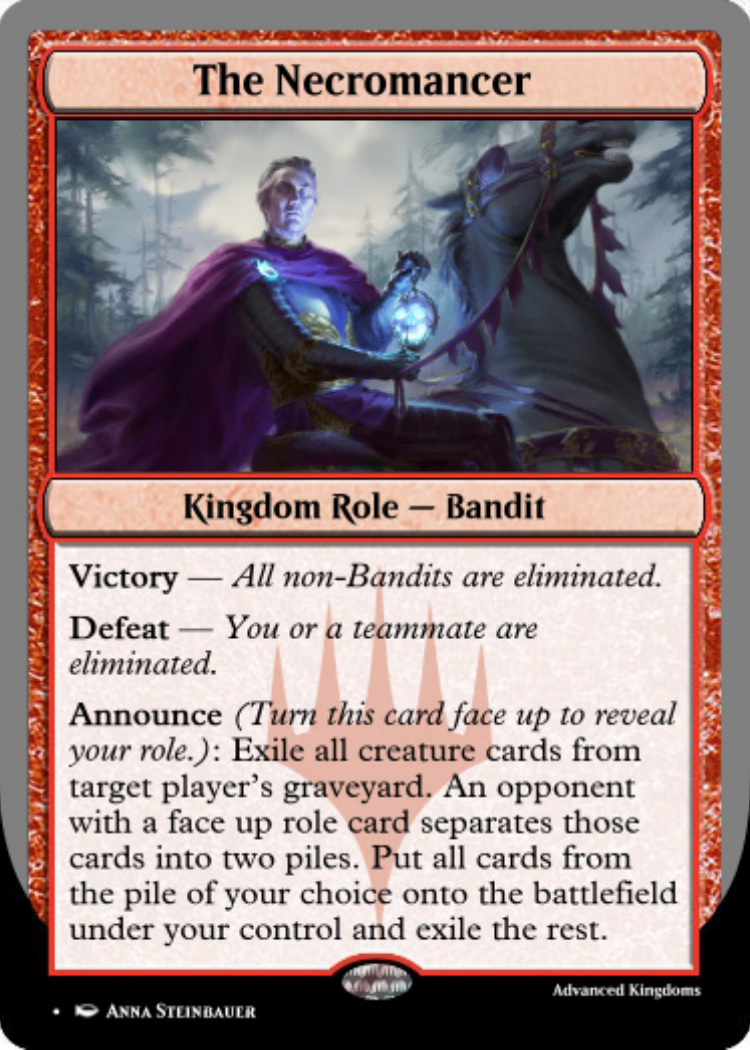 The Necromancer
Kingdom Role — Bandit
Victory — All non-Bandits are eliminated.
Defeat — You or a teammate are
eliminated.
Announce (Turn this card face up to reveal
your role.): Exile all creature cards from
target player's graveyard. An opponent
with a face up role card separates those
cards into two piles. Put all cards from
the pile of your choice onto the battlefield
under your control and exile the rest.
Advanced Kingdoms
• Anna Steinbauer